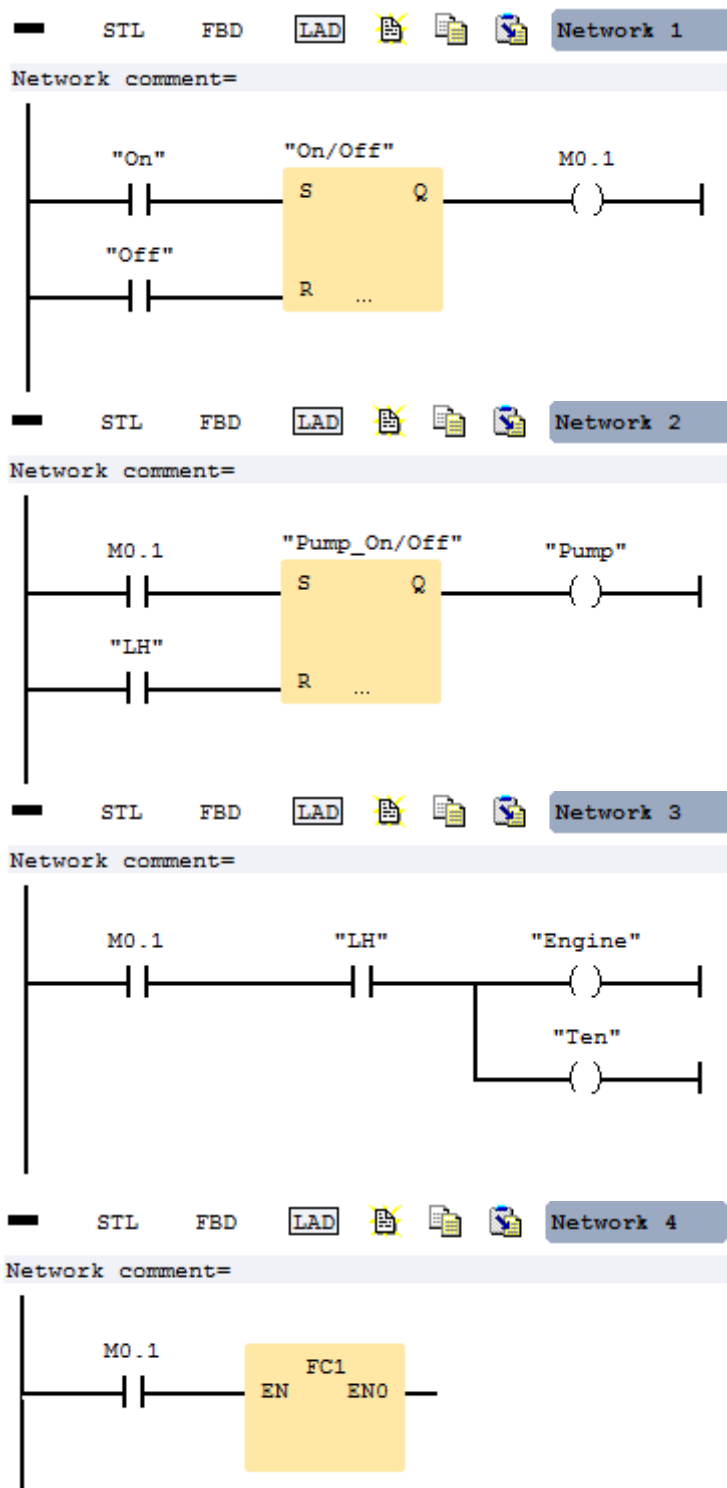 STL FBD LAD Network 1
Network comment=
"On" "On/Off" M0.1
S Q
"Off"
R ...
STL FBD LAD Network 2
Network comment=
M0.1 "Pump_On/Off" "Pump"
S Q
"LH"
R ...
STL FBD LAD Network 3
Network comment=
M0.1 "LH" "Engine"
"Ten"
STL FBD LAD Network 4
Network comment=
M0.1
FC1
EN ENO